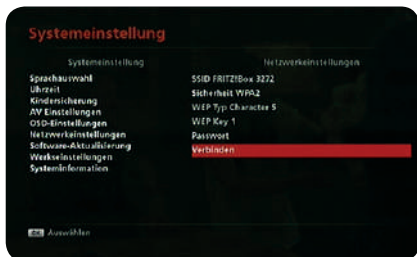 Systemeinstellung
Systemeinstellung
Sprachauswahl
Uhrzeit
Kindersicherung
AV Einstellungen
OSD-Einstellungen
Netzwerkeinstellungen
Software-Aktualisierung
Werkseinstellungen
Systeminformation
Netzwerkeinstellungen
SSID FRITZ!Box 3272
Sicherheit WPA2
WEP Typ Character 5
WEP Key 1
Passwort
Verbinden
OK Auswählen